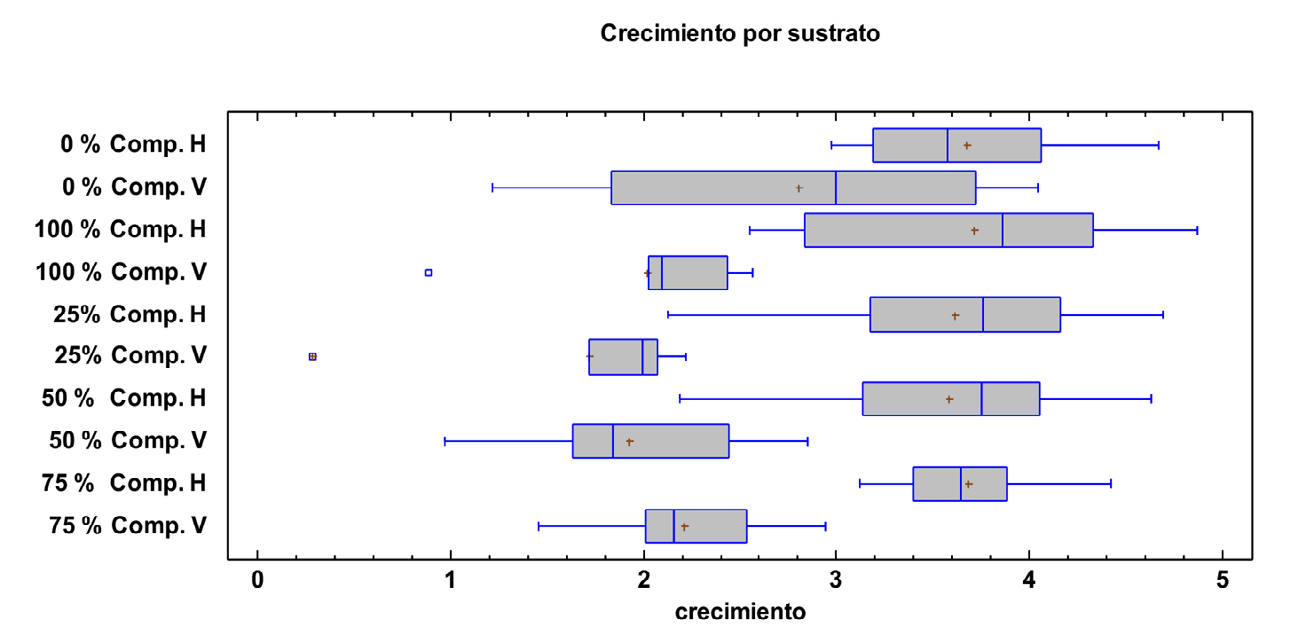 Crecimiento por sustrato
0 % Comp. H
0 % Comp. V
100 % Comp. H
100 % Comp. V
25% Comp. H
25% Comp. V
50 % Comp. H
50 % Comp. V
75 % Comp. H
75 % Comp. V
0 1 2 3 4 5
crecimiento